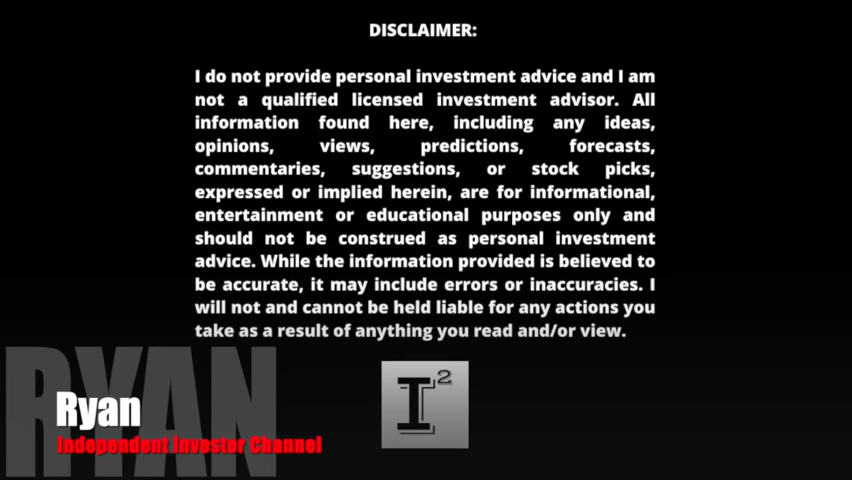 DISCLAIMER:
I do not provide personal investment advice and I am
not a qualified licensed investment advisor. All
information found here, including any ideas,
opinions, views, predictions, forecasts,
commentaries, suggestions, or stock picks,
expressed or implied herein, are for informational,
entertainment or educational purposes only and
should not be construed as personal investment
advice. While the information provided is believed to
be accurate, it may include errors or inaccuracies. I
will not and cannot be held liable for any actions you
take as a result of anything you read and/or view.
RYAN
Ryan
Independent Investor Channel
I2